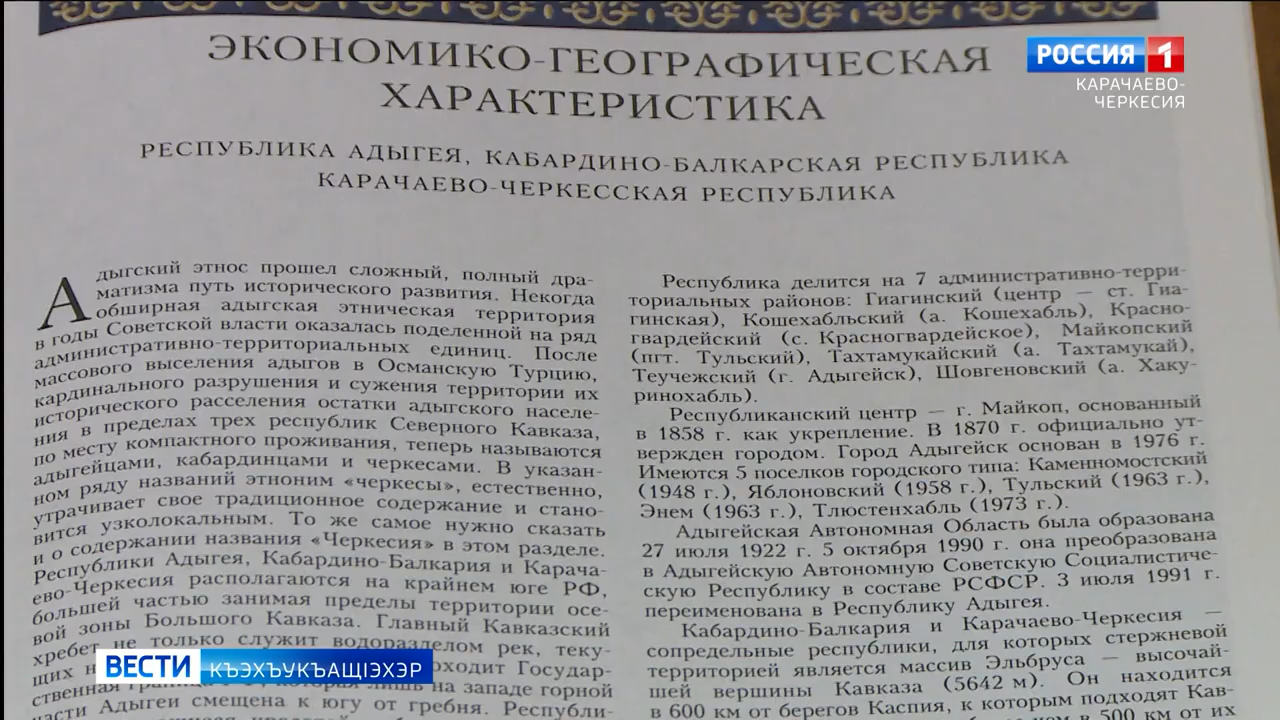 ЭКОНОМИКО-ГЕОГРАФИЧЕСКАЯ
ХАРАКТЕРИСТИКА
РЕСПУБЛИКА АДЫГЕЯ, КАБАРДИНО-БАЛКАРСКАЯ РЕСПУБЛИКА
КАРАЧАЕВО-ЧЕРКЕССКАЯ РЕСПУБЛИКА
РОССИЯ 1
КАРАЧАЕВО-
ЧЕРКЕСИЯ
Адыгский этнос прошел сложный, полный дра-
матизма путь исторического развития. Некогда
обширная адыгская этническая территория
в годы Советской власти оказалась поделенной на ряд
административно-территориальных единиц. После
массового выселения адыгов в Османскую Турцию,
кардинального разрушения и сужения территории их
исторического расселения остатки адыгского населе-
ния в пределах трех республик Северного Кавказа,
по месту компактного проживания, теперь называются
адыгейцами, кабардинцами и черкесами. В указан-
ном ряду названий этноним «черкесы», естественно,
утрачивает свое традиционное содержание и стано-
вится узколокальным. То же самое нужно сказать
и о содержании названия «Черкесия» в этом разделе.
Республики Адыгея, Кабардино-Балкария и Карача-
ево-Черкесия располагаются на крайнем юге РФ,
большей частью занимая пределы территории осе-
вой зоны Большого Кавказа. Главный Кавказский
хребет не только служит водоразделом рек, теку-
щих
проходит Государ-
ственная граница которая лишь на западе горной
части Адыгеи смещена к югу от гребня. Республи-
Республика делится на 7 административно-терри-
ториальных районов: Гиагинский (центр — ст. Гиа-
гинская), Кошехабльский (а. Кошехабль), Красно-
гвардейский (с. Красногвардейское), Майкопский
(пгт. Тульский), Тахтамукайский (а. Тахтамукай),
Теучежский (г. Адыгейск), Шовгеновский (а. Хаку-
ринохабль).
Республиканский центр — г. Майкоп, основанный
в 1858 г. как укрепление. В 1870 г. официально ут-
вержден городом. Город Адыгейск основан в 1976 г.
Имеются 5 поселков городского типа: Каменномостский
(1948 г.), Яблоновский (1958 г.), Тульский (1963 г.),
Энем (1963 г.), Тлюстенхабль (1973 г.).
Адыгейская Автономная Область была образована
27 июля 1922 г. 5 октября 1990 г. она преобразована
в Адыгейскую Автономную Советскую Социалистиче-
скую Республику в составе РСФСР. 3 июля 1991 г.
переименована в Республику Адыгея.
Кабардино-Балкария и Карачаево-Черкесия —
сопредельные республики, для которых стержневой
территорией является массив Эльбруса — высочай-
шей вершины Кавказа (5642 м). Он находится
в 600 км от берегов Каспия, к которым подходят Кав-
в 500 км от их
ВЕСТИ КЪЭХЪУКЪАЩIЭХЭР